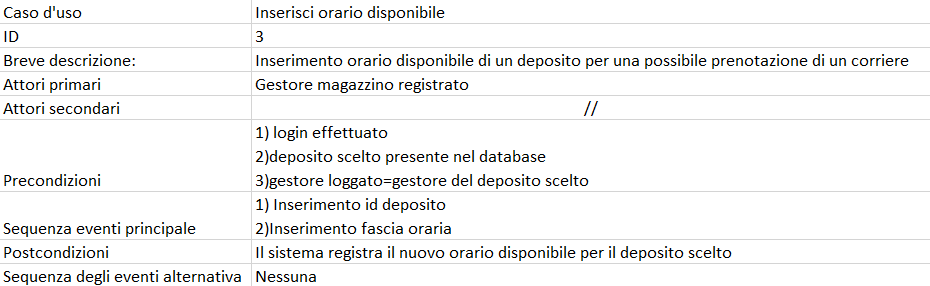 Caso d'uso Inserisci orario disponibile
ID 3
Breve descrizione: Inserimento orario disponibile di un deposito per una possibile prenotazione di un corriere
Attori primari Gestore magazzino registrato
Attori secondari //
1) login effettuato
2)deposito scelto presente nel database
Precondizioni 3)gestore loggato=gestore del deposito scelto
1) Inserimento id deposito
Sequenza eventi principale 2)Inserimento fascia oraria
Postcondizioni Il sistema registra il nuovo orario disponibile per il deposito scelto
Sequenza degli eventi alternativa Nessuna